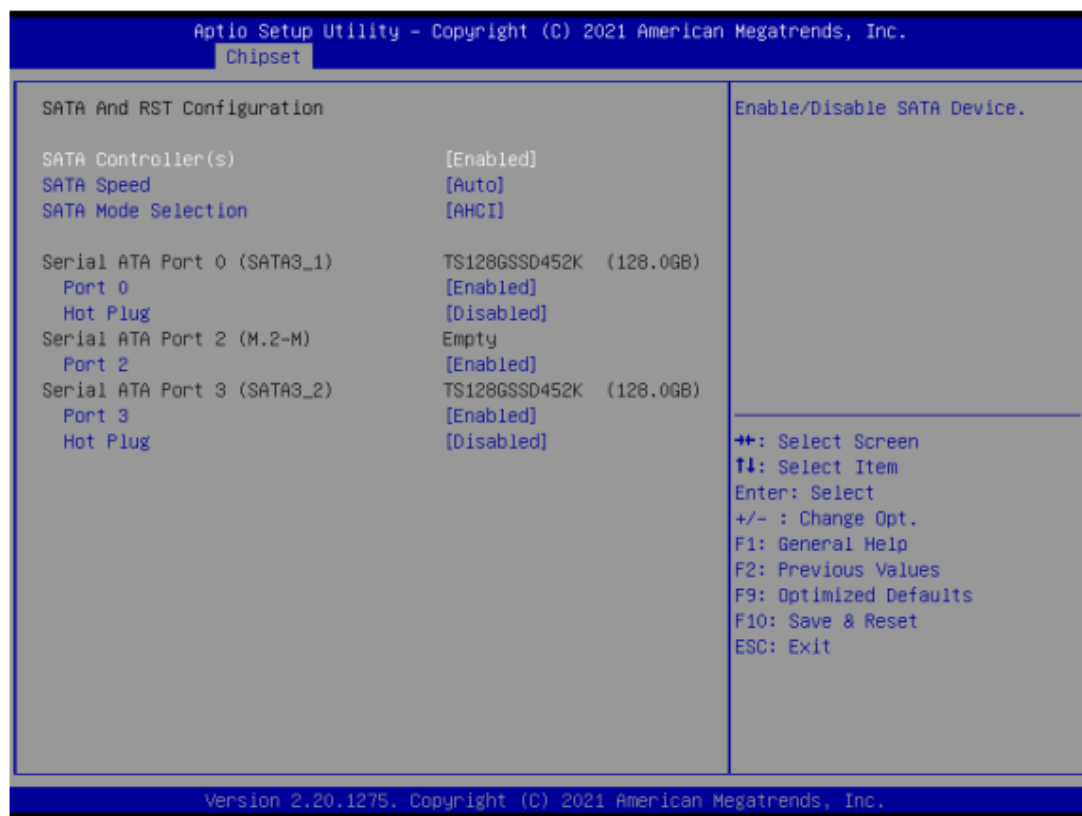 Aptio Setup Utility – Copyright (C) 2021 American Megatrends, Inc.
Chipset
SATA And RST Configuration
SATA Controller(s) [Enabled]
SATA Speed [Auto]
SATA Mode Selection [AHCI]
Serial ATA Port 0 (SATA3_1) TS128GSSD452K (128.0GB)
Port 0 [Enabled]
Hot Plug [Disabled]
Serial ATA Port 2 (M.2-M) Empty
Port 2 [Enabled]
Serial ATA Port 3 (SATA3_2) TS128GSSD452K (128.0GB)
Port 3 [Enabled]
Hot Plug [Disabled]
Enable/Disable SATA Device.
→←: Select Screen
↑↓: Select Item
Enter: Select
+/- : Change Opt.
F1: General Help
F2: Previous Values
F9: Optimized Defaults
F10: Save & Reset
ESC: Exit
Version 2.20.1275. Copyright (C) 2021 American Megatrends, Inc.